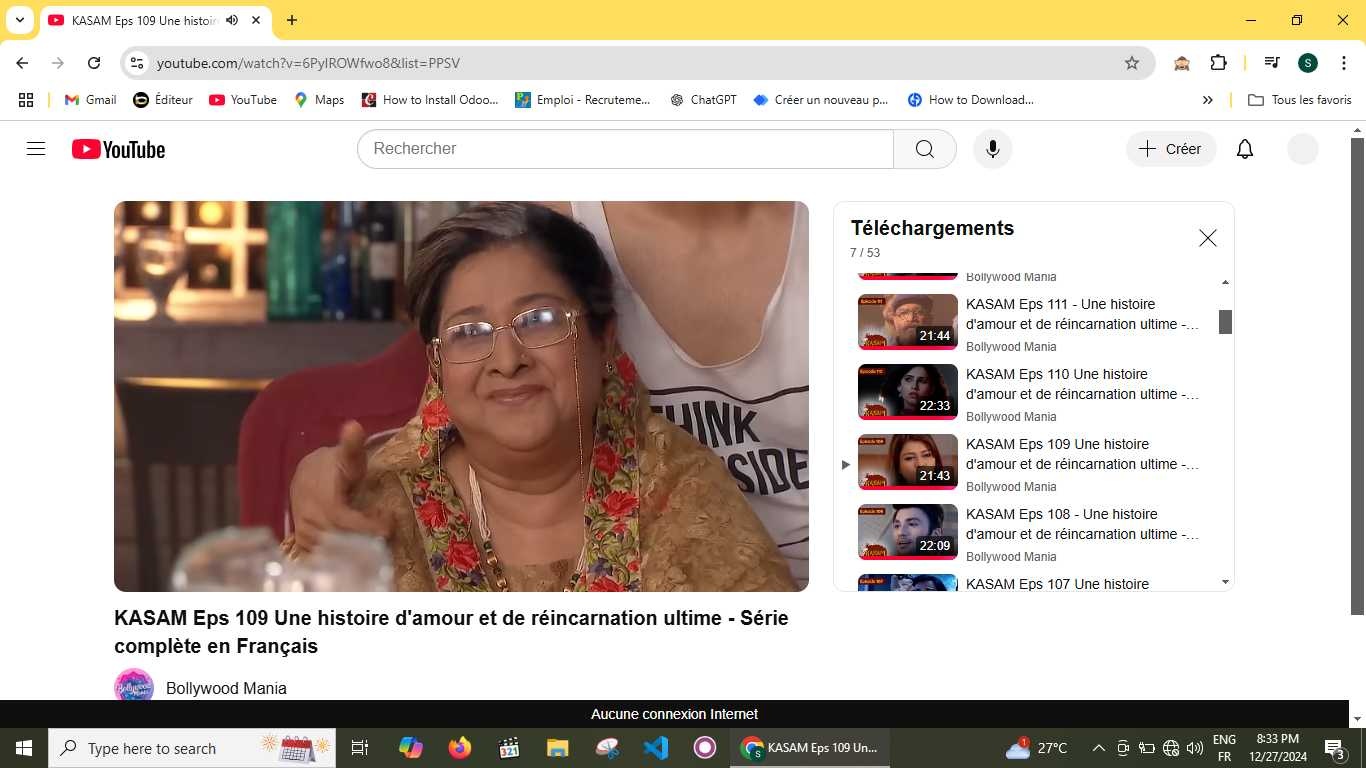 KASAM Eps 109 Une histoir
youtube.com/watch?v=6PyIROWfwo8&list=PPSV
S
Gmail
Éditeur
YouTube
Maps
How to Install Odoo...
Emploi - Recruteme...
ChatGPT
Créer un nouveau p...
How to Download...
»
Tous les favoris
YouTube
Rechercher
Créer
THINK
SIDE
Téléchargements
7 / 53
Bollywood Mania
KASAM Eps 111 - Une histoire
d'amour et de réincarnation ultime -...
Bollywood Mania
21:44
KASAM Eps 110 Une histoire
d'amour et de réincarnation ultime -...
Bollywood Mania
22:33
KASAM Eps 109 Une histoire
d'amour et de réincarnation ultime -...
Bollywood Mania
21:43
KASAM Eps 108 - Une histoire
d'amour et de réincarnation ultime -...
Bollywood Mania
22:09
KASAM Eps 107 Une histoire
KASAM Eps 109 Une histoire d'amour et de réincarnation ultime - Série
complète en Français
Bollywood Mania
Aucune connexion Internet
Type here to search
KASAM Eps 109 Un...
27°C
ENG
FR
8:33 PM
12/27/2024
3